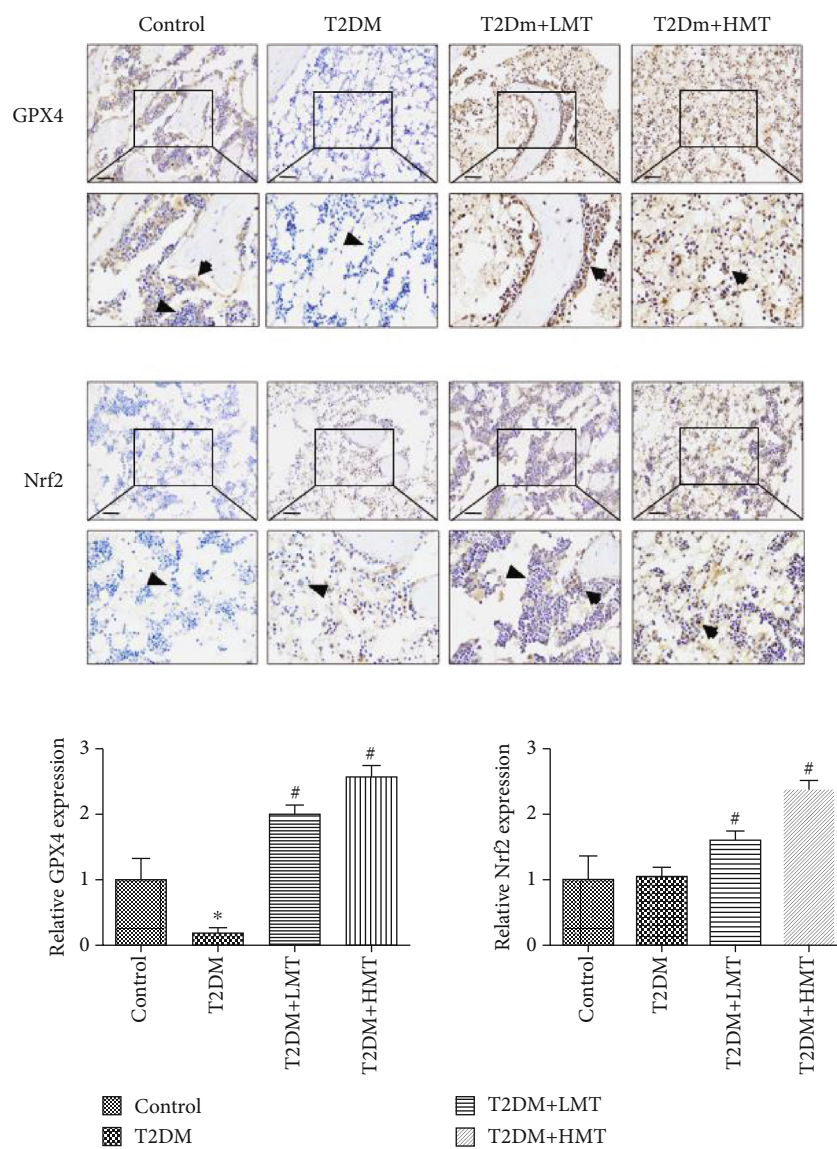 Control T2DM T2Dm+LMT T2Dm+HMT
GPX4
Nrf2
Relative GPX4 expression
3
2
1
0
*
#
#
Control
T2DM
T2DM+LMT
T2DM+HMT
Relative Nrf2 expression
3
2
1
0
#
#
Control
T2DM
T2DM+LMT
T2DM+HMT
Control
T2DM
T2DM+LMT
T2DM+HMT